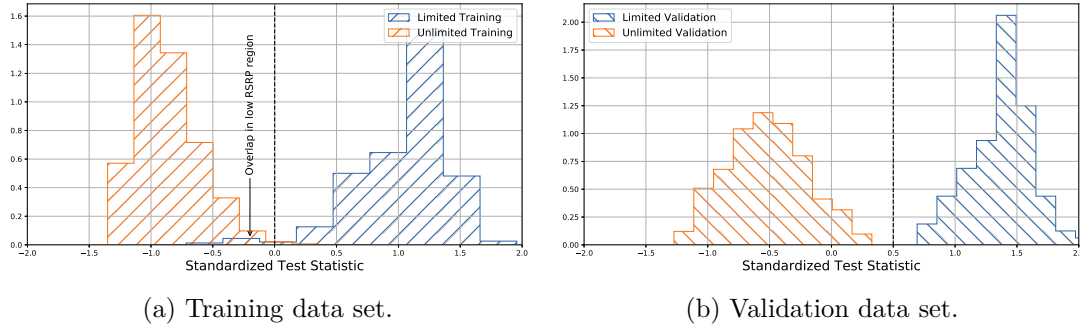 1.6
1.4
1.2
1.0
0.8
0.6
0.4
0.2
0.0
Limited Training
Unlimited Training
Overlap in low RSRP region
−2.0 −1.5 −1.0 −0.5 0.0 0.5 1.0 1.5 2.0
Standardized Test Statistic
(a) Training data set.
2.00
1.75
1.50
1.25
1.00
0.75
0.50
0.25
0.00
Limited Validation
Unlimited Validation
−2.0 −1.5 −1.0 −0.5 0.0 0.5 1.0 1.5 2.0
Standardized Test Statistic
(b) Validation data set.